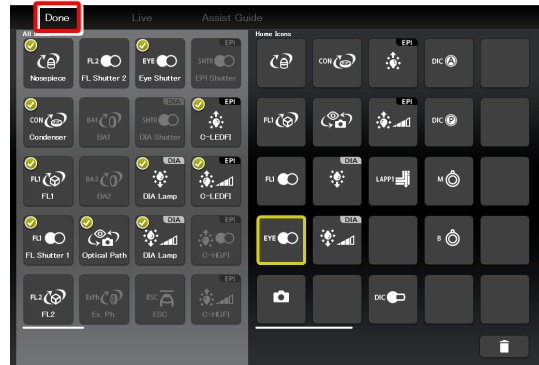 Done Live Assist Guide
Home Icons
EPI EPI
Nosepiece FL2 FL Shutter 2 EYE Eye Shutter SHTR EPI Shutter CON DIC A
DIA EPI EPI
CON Condenser BA1 BA1 SHTR DIA Shutter C-LEDFI FL1 DIC P
DIA EPI DIA
FL1 FL1 BA2 BA2 DIA Lamp C-LEDFI FL1 LAPP1 M
DIA EPI DIA
FL1 FL Shutter 1 Optical Path DIA Lamp C-HGFI EYE B
EPI
FL2 FL2 Exph Ex. Ph. ESC ESC C-HGFI DIC